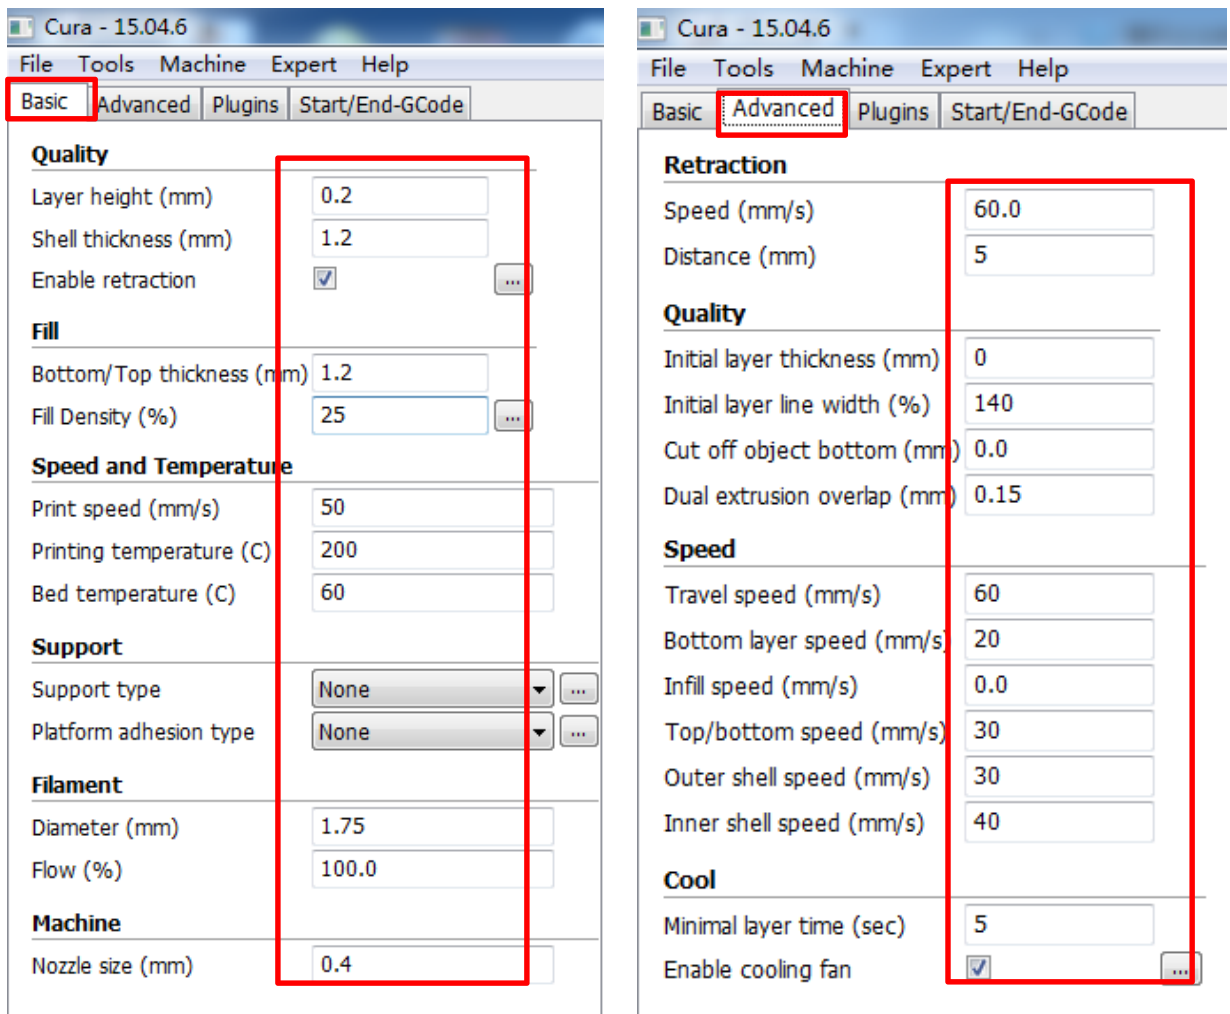 Cura - 15.04.6
File Tools Machine Expert Help
Basic Advanced Plugins Start/End-GCode
Quality
Layer height (mm) 0.2
Shell thickness (mm) 1.2
Enable retraction ...
Fill
Bottom/Top thickness (mm) 1.2
Fill Density (%) 25 ...
Speed and Temperature
Print speed (mm/s) 50
Printing temperature (C) 200
Bed temperature (C) 60
Support
Support type None ...
Platform adhesion type None ...
Filament
Diameter (mm) 1.75
Flow (%) 100.0
Machine
Nozzle size (mm) 0.4
Cura - 15.04.6
File Tools Machine Expert Help
Basic Advanced Plugins Start/End-GCode
Retraction
Speed (mm/s) 60.0
Distance (mm) 5
Quality
Initial layer thickness (mm) 0
Initial layer line width (%) 140
Cut off object bottom (mm) 0.0
Dual extrusion overlap (mm) 0.15
Speed
Travel speed (mm/s) 60
Bottom layer speed (mm/s) 20
Infill speed (mm/s) 0.0
Top/bottom speed (mm/s) 30
Outer shell speed (mm/s) 30
Inner shell speed (mm/s) 40
Cool
Minimal layer time (sec) 5
Enable cooling fan ...